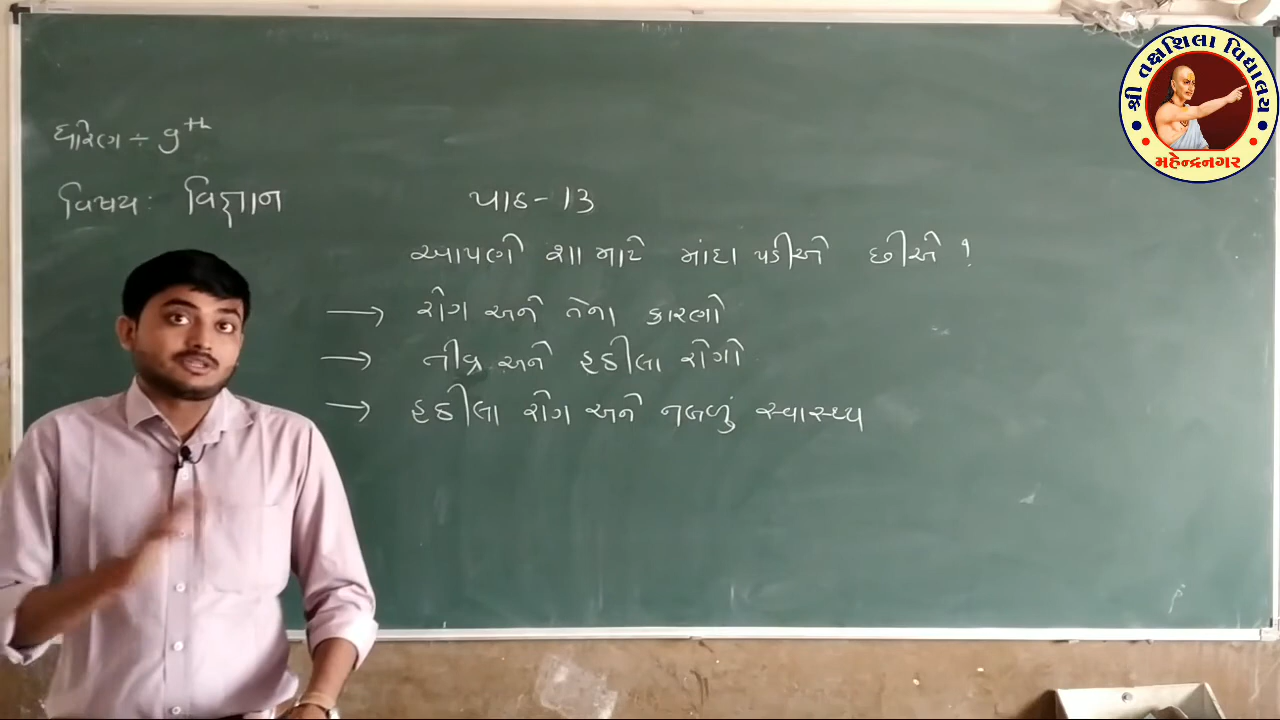 ધોરણ ÷ 9th
વિષય: વિજ્ઞાન
પાઠ-13
આપણે શા માટે માંદા પડીએ છીએ ?
→ રોગ અને તેના કારણો
→ તીવ્ર અને હઠીલા રોગો
→ હઠીલા રોગ અને નબળું સ્વાસ્થ્ય
શ્રી તક્ષશિલા વિદ્યાલય
મહેન્દ્રનગર